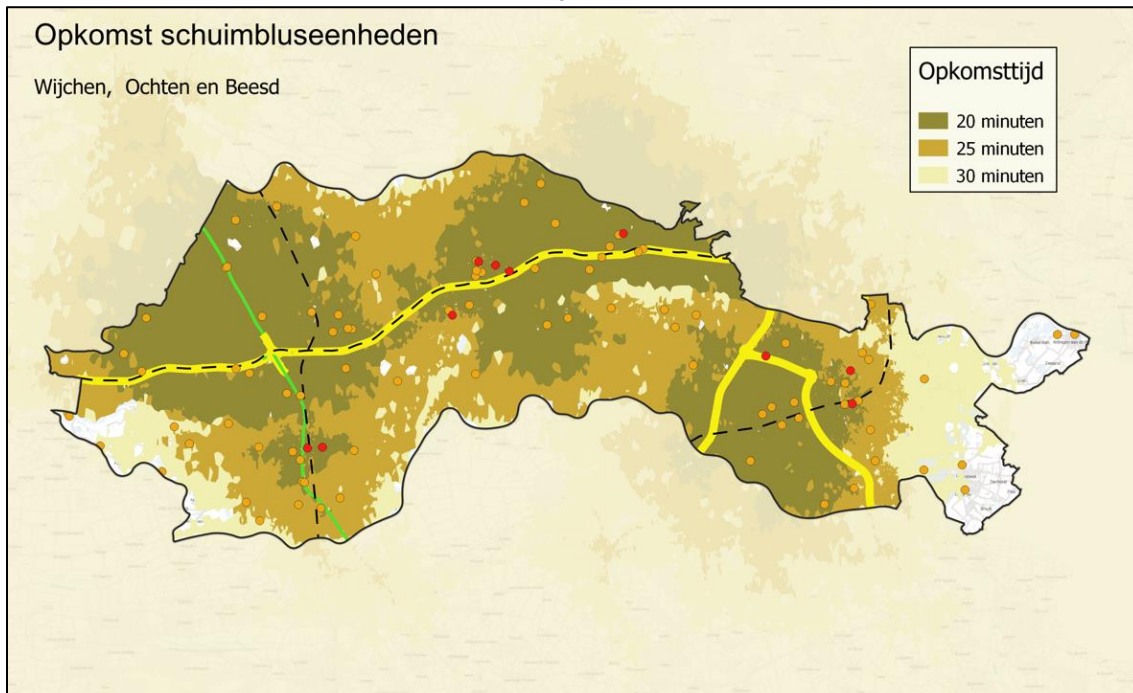 Opkomst schuimbluseenheden
Wijchen, Ochten en Beesd
Opkomsttijd
20 minuten
25 minuten
30 minuten